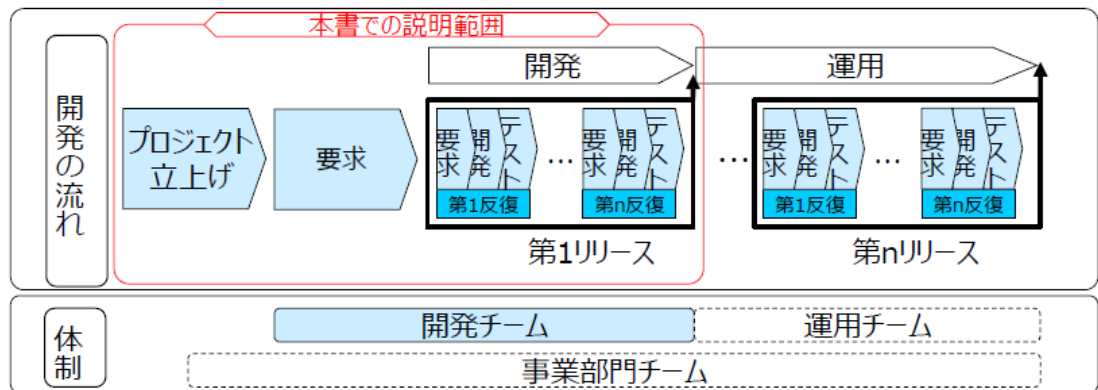 本書での説明範囲
開発の流れ
開発
運用
プロジェクト
立上げ
要求
要求
開発
テスト
第1反復
…
要求
開発
テスト
第n反復
第1リリース
…
要求
開発
テスト
第1反復
…
要求
開発
テスト
第n反復
第nリリース
体制
開発チーム
運用チーム
事業部門チーム